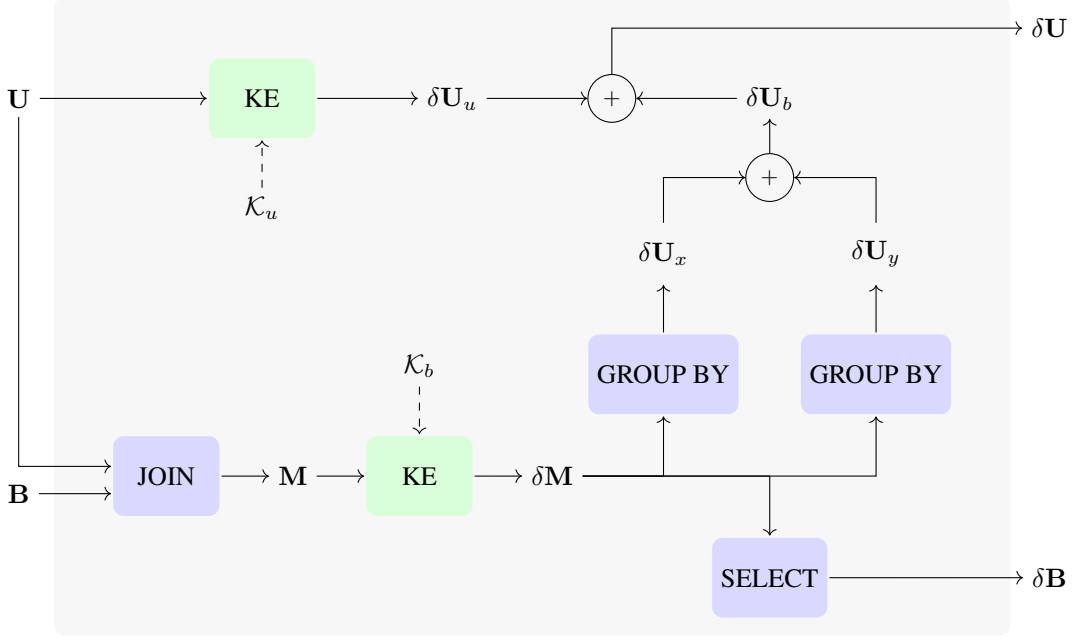 δU
U
KE
δU_u
+
δU_b
+
𝒦_u
δU_x
δU_y
𝒦_b
GROUP BY
GROUP BY
JOIN
M
KE
δM
B
SELECT
δB